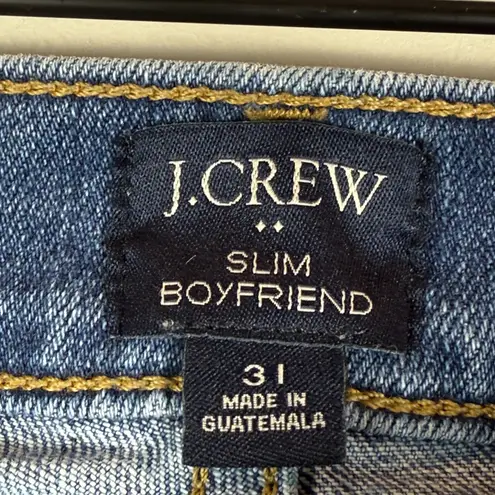 J.CREW
SLIM
BOYFRIEND
31
MADE IN
GUATEMALA